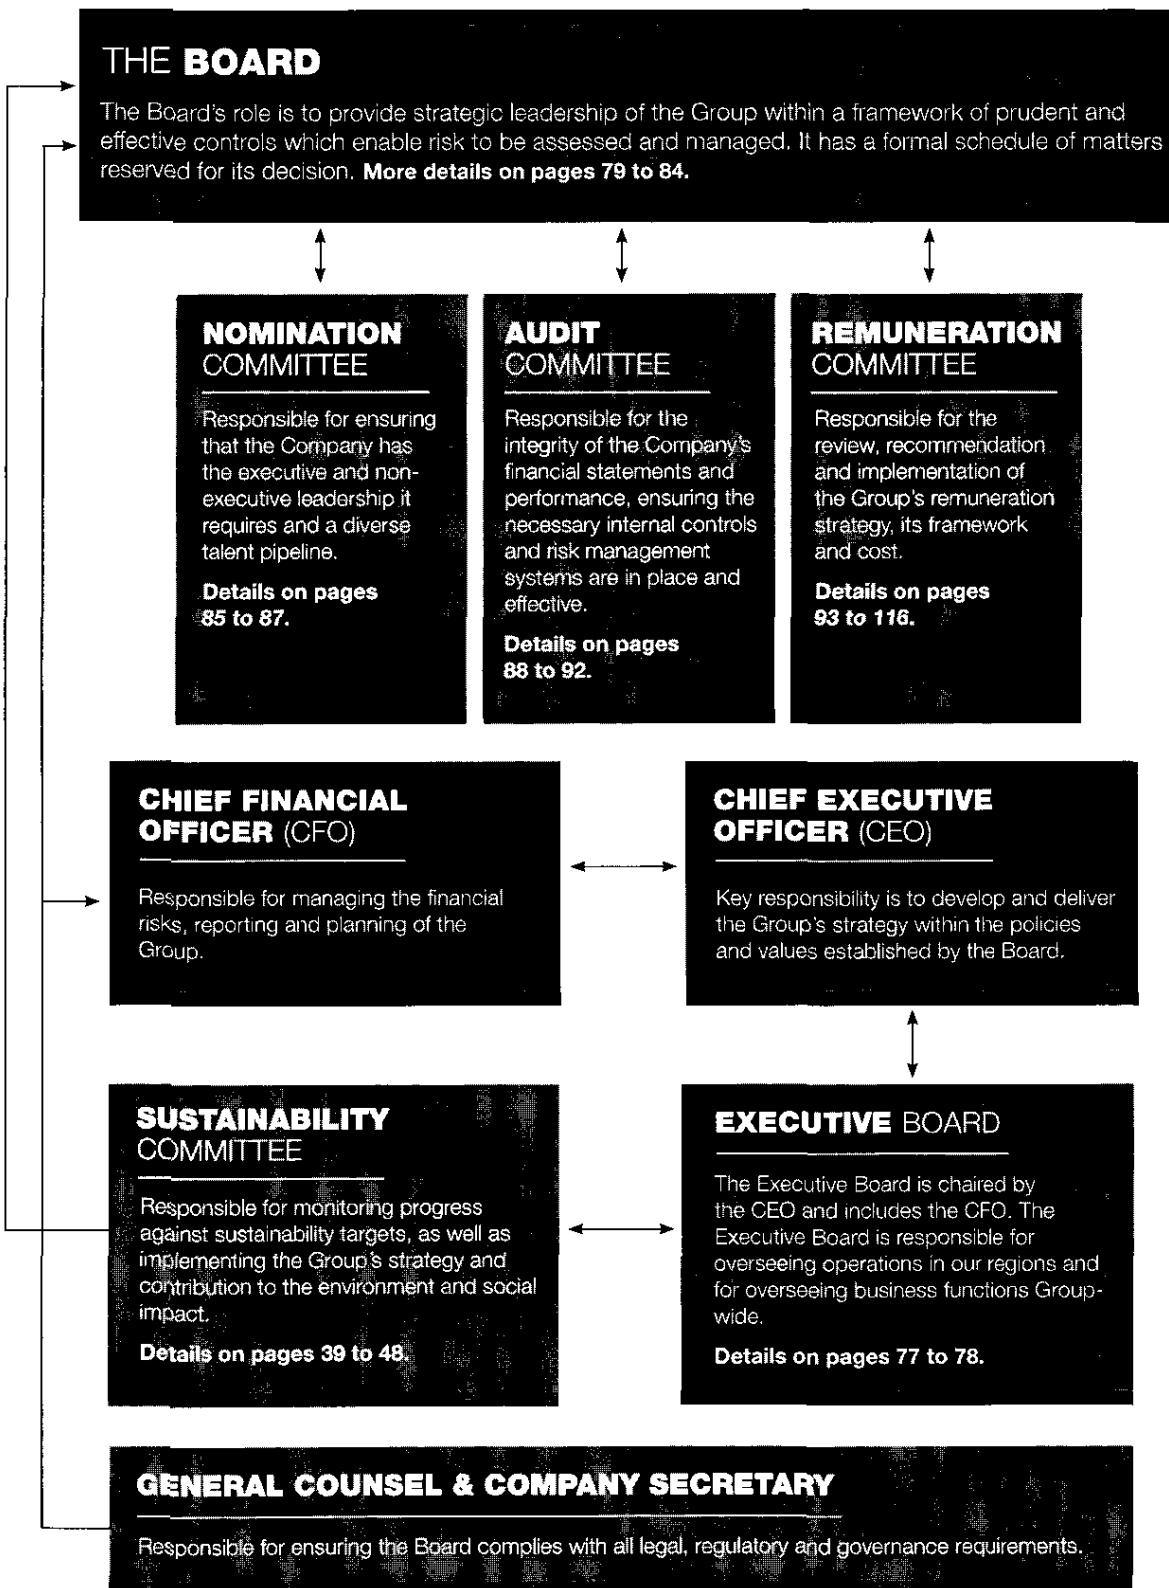 THE BOARD
The Board's role is to provide strategic leadership of the Group within a framework of prudent and
effective controls which enable risk to be assessed and managed. It has a formal schedule of matters
reserved for its decision. More details on pages 79 to 84.
NOMINATION
COMMITTEE
Responsible for ensuring
that the Company has
the executive and non-
executive leadership it
requires and a diverse
talent pipeline.
Details on pages
85 to 87.
AUDIT
COMMITTEE
Responsible for the
integrity of the Company's
financial statements and
performance, ensuring the
necessary internal controls
and risk management
systems are in place and
effective.
Details on pages
88 to 92.
REMUNERATION
COMMITTEE
Responsible for the
review, recommendation
and implementation of
the Group's remuneration
strategy, its framework
and cost.
Details on pages
93 to 116.
CHIEF FINANCIAL
OFFICER (CFO)
Responsible for managing the financial
risks, reporting and planning of the
Group.
CHIEF EXECUTIVE
OFFICER (CEO)
Key responsibility is to develop and deliver
the Group's strategy within the policies
and values established by the Board.
SUSTAINABILITY
COMMITTEE
Responsible for monitoring progress
against sustainability targets, as well as
implementing the Group's strategy and
contribution to the environment and social
impact.
Details on pages 39 to 48.
EXECUTIVE BOARD
The Executive Board is chaired by
the CEO and includes the CFO. The
Executive Board is responsible for
overseeing operations in our regions and
for overseeing business functions Group-
wide.
Details on pages 77 to 78.
GENERAL COUNSEL & COMPANY SECRETARY
Responsible for ensuring the Board complies with all legal, regulatory and governance requirements.